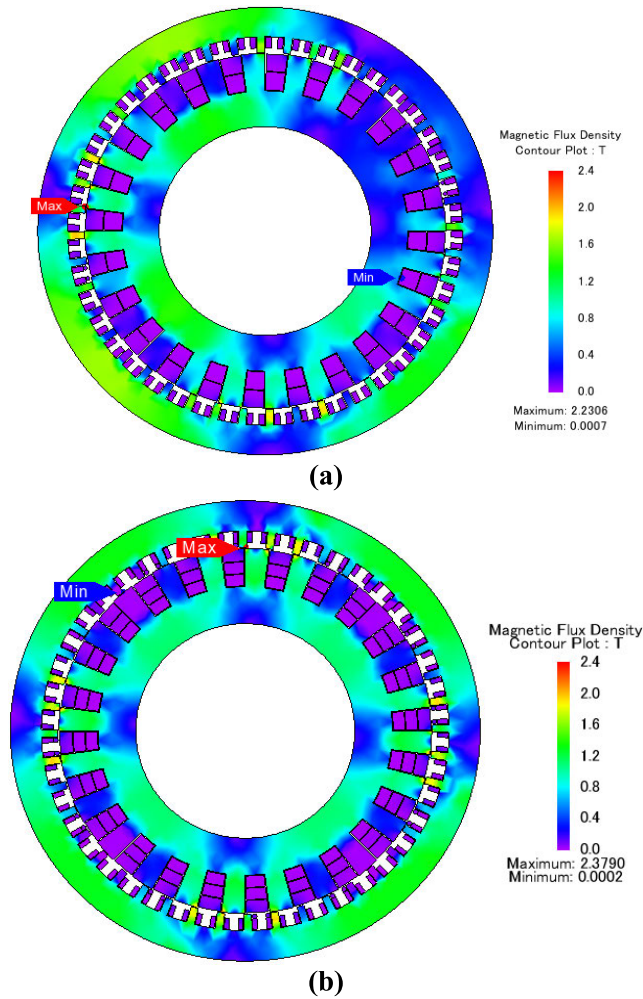 Magnetic Flux Density
Contour Plot : T
2.4
2.0
Max
1.6
1.2
Min
0.8
0.4
0.0
Maximum: 2.2306
Minimum: 0.0007
(a)
Max
Min
Magnetic Flux Density
Contour Plot : T
2.4
2.0
1.6
1.2
0.8
0.4
0.0
Maximum: 2.3790
Minimum: 0.0002
(b)